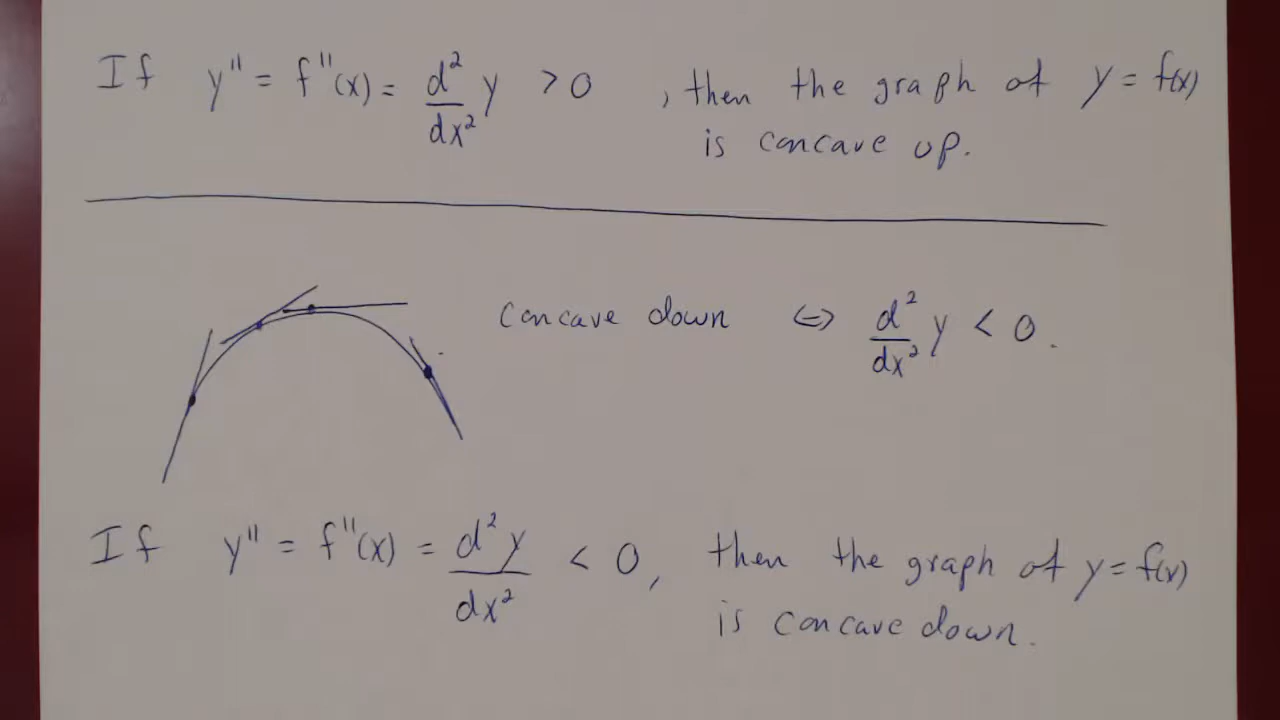 If y'' = f''(x) = d²/dx² y > 0 , then the graph of y = f(x)
is concave up.
concave down ⇔ d²/dx² y < 0 .
If y'' = f''(x) = d²y/dx² < 0, then the graph of y = f(x)
is concave down.